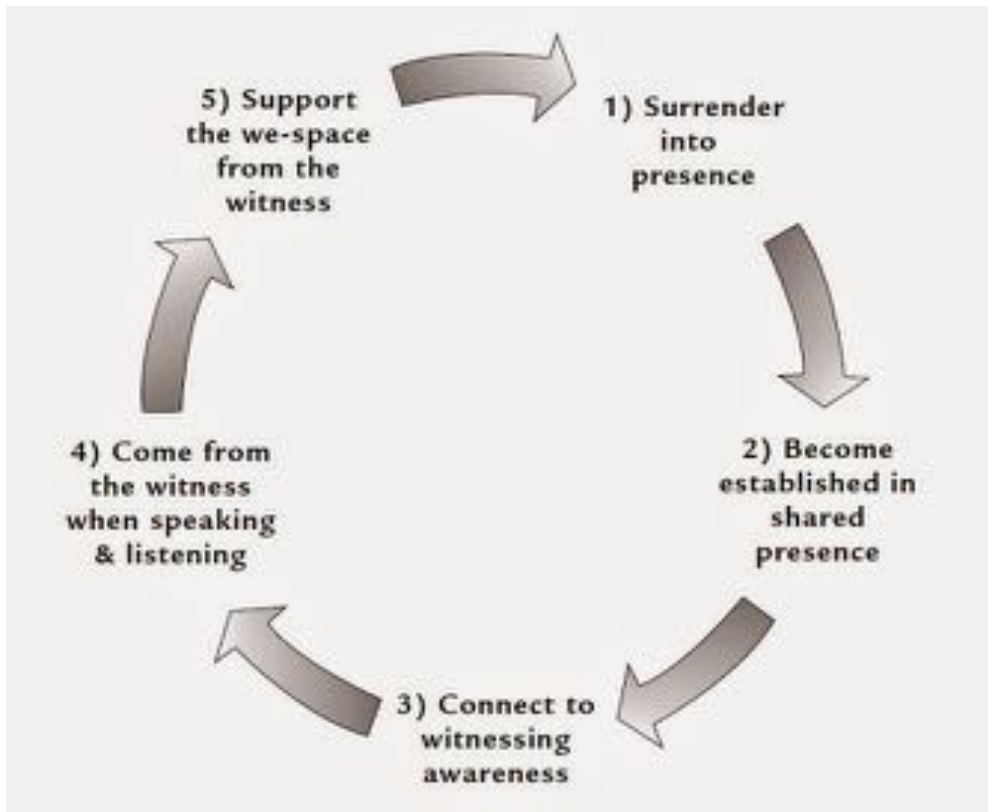 1) Surrender
into
presence
2) Become
established in
shared
presence
3) Connect to
witnessing
awareness
4) Come from
the witness
when speaking
& listening
5) Support
the we-space
from the
witness